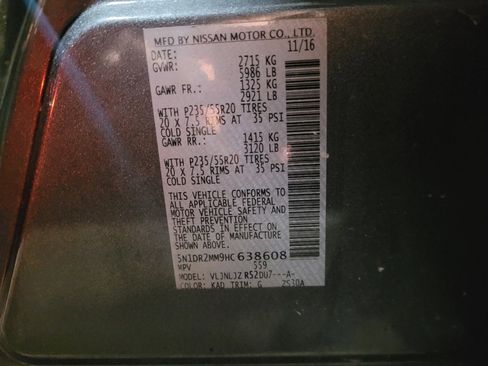 MFD BY NISSAN MOTOR CO., LTD.
DATE: 11/16
GVWR: 2715 KG
5986 LB
GAWR FR.: 1325 KG
2921 LB
WITH P235/55R20 TIRES
20 X 7.5 RIMS AT 35 PSI
COLD SINGLE
GAWR RR.: 1415 KG
3120 LB
WITH P235/55R20 TIRES
20 X 7.5 RIMS AT 35 PSI
COLD SINGLE
THIS VEHICLE CONFORMS TO
ALL APPLICABLE FEDERAL
MOTOR VEHICLE SAFETY AND
THEFT PREVENTION
STANDARDS IN EFFECT ON
THE DATE OF MANUFACTURE
SHOWN ABOVE.
5N1DR2MM9HC638608
MPV 559
MODEL: VLJNLJZ R52DU7---A-
COLOR: KAD TRIM: G